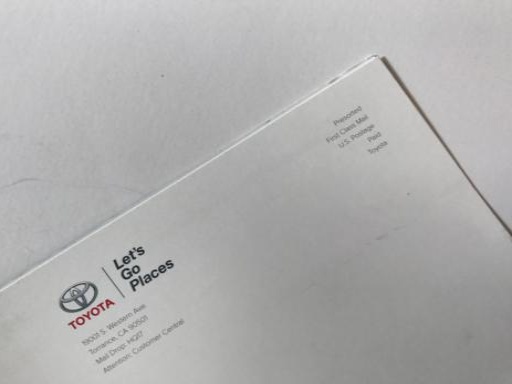 Presorted
First Class Mail
U.S. Postage
Paid
Toyota
TOYOTA
Let's
Go
Places
19001 S. Western Ave
Torrance, CA 90501
Mail Drop: HQ17
Attention: Customer Central